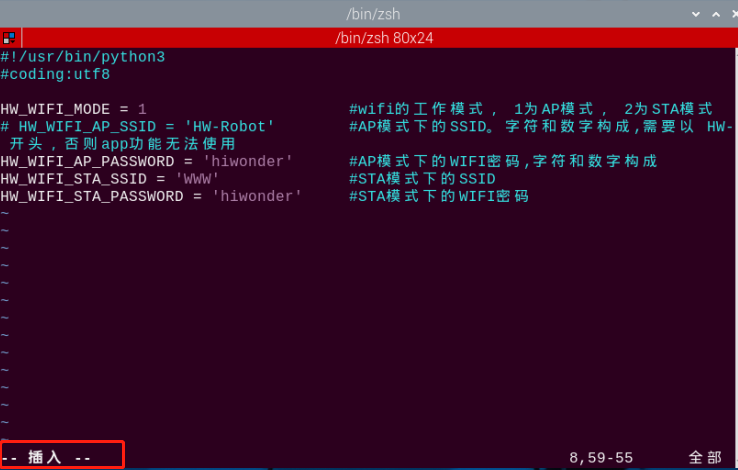 /bin/zsh
/bin/zsh 80x24
#!/usr/bin/python3
#coding:utf8
HW_WIFI_MODE = 1 #wifi的工作模式, 1为AP模式, 2为STA模式
# HW_WIFI_AP_SSID = 'HW-Robot' #AP模式下的SSID。字符和数字构成,需要以 HW-
开头,否则app功能无法使用
HW_WIFI_AP_PASSWORD = 'hiwonder' #AP模式下的WIFI密码,字符和数字构成
HW_WIFI_STA_SSID = 'WWW' #STA模式下的SSID
HW_WIFI_STA_PASSWORD = 'hiwonder' #STA模式下的WIFI密码
~
~
~
~
~
~
~
~
~
~
~
~
~
~
-- 插入 -- 8,59-55 全部